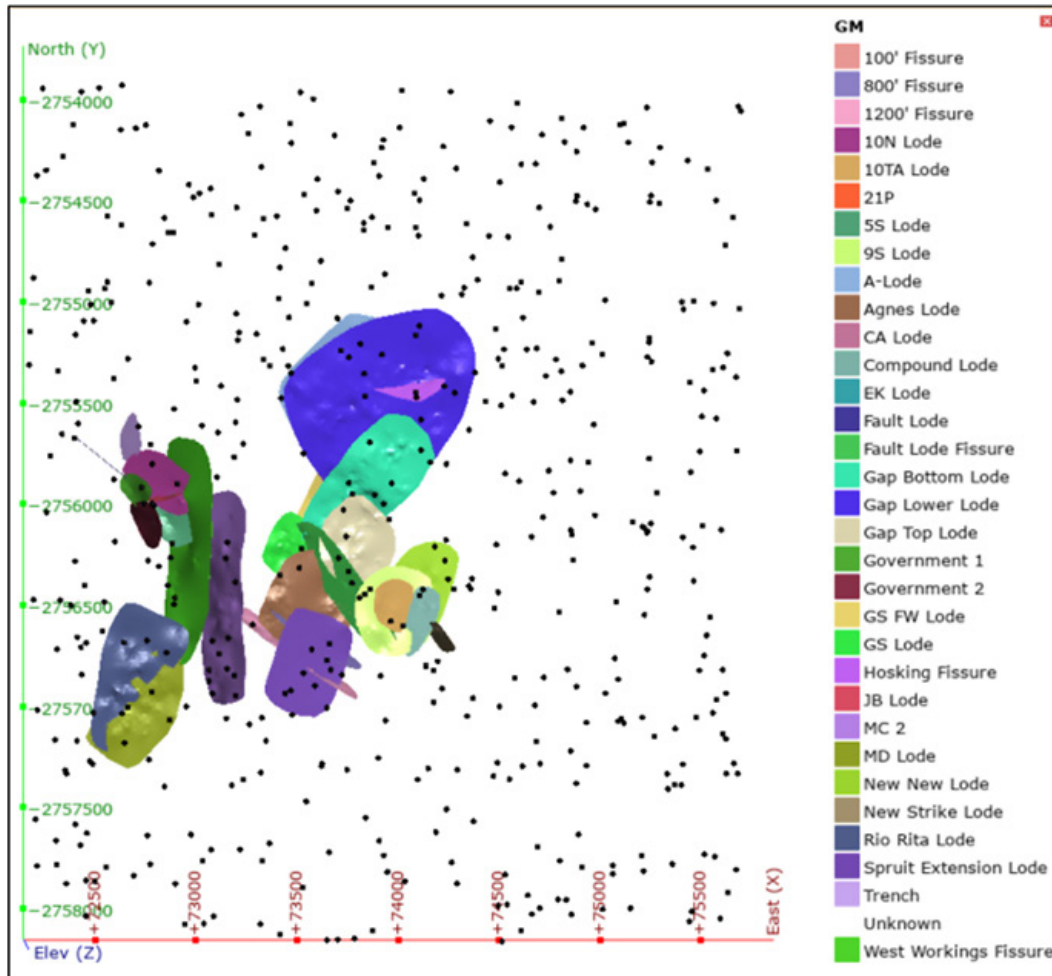 North (Y)
−2754000
−2754500
−2755000
−2755500
−2756000
−2756500
−2757000
−2757500
−2758000
Elev (Z)
+72500
+73000
+73500
+74000
+74500
+75000
+75500
East (X)
GM
100' Fissure
800' Fissure
1200' Fissure
10N Lode
10TA Lode
21P
5S Lode
9S Lode
A-Lode
Agnes Lode
CA Lode
Compound Lode
EK Lode
Fault Lode
Fault Lode Fissure
Gap Bottom Lode
Gap Lower Lode
Gap Top Lode
Government 1
Government 2
GS FW Lode
GS Lode
Hosking Fissure
JB Lode
MC 2
MD Lode
New New Lode
New Strike Lode
Rio Rita Lode
Spruit Extension Lode
Trench
Unknown
West Workings Fissure